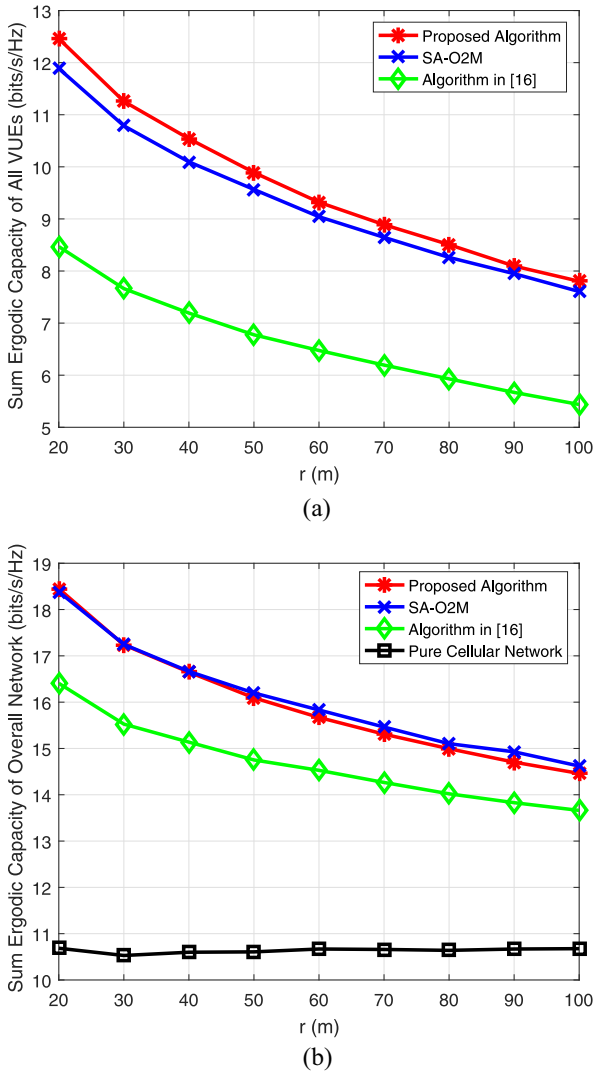 13
12
11
10
9
8
7
6
5
Sum Ergodic Capacity of All VUEs (bits/s/Hz)
Proposed Algorithm
SA-O2M
Algorithm in [16]
20 30 40 50 60 70 80 90 100
r (m)
(a)
19
18
17
16
15
14
13
12
11
10
Sum Ergodic Capacity of Overall Network (bits/s/Hz)
Proposed Algorithm
SA-O2M
Algorithm in [16]
Pure Cellular Network
20 30 40 50 60 70 80 90 100
r (m)
(b)